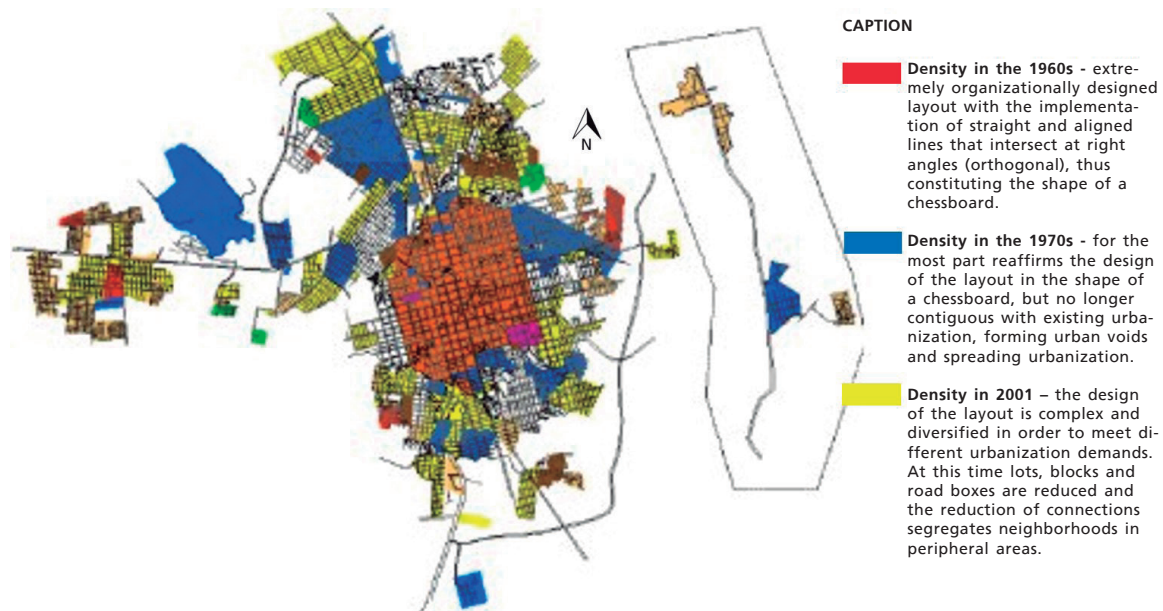 N
CAPTION
Density in the 1960s - extre-
mely organizationally designed
layout with the implementa-
tion of straight and aligned
lines that intersect at right
angles (orthogonal), thus
constituting the shape of a
chessboard.
Density in the 1970s - for the
most part reaffirms the design
of the layout in the shape of
a chessboard, but no longer
contiguous with existing urba-
nization, forming urban voids
and spreading urbanization.
Density in 2001 – the design
of the layout is complex and
diversified in order to meet di-
fferent urbanization demands.
At this time lots, blocks and
road boxes are reduced and
the reduction of connections
segregates neighborhoods in
peripheral areas.